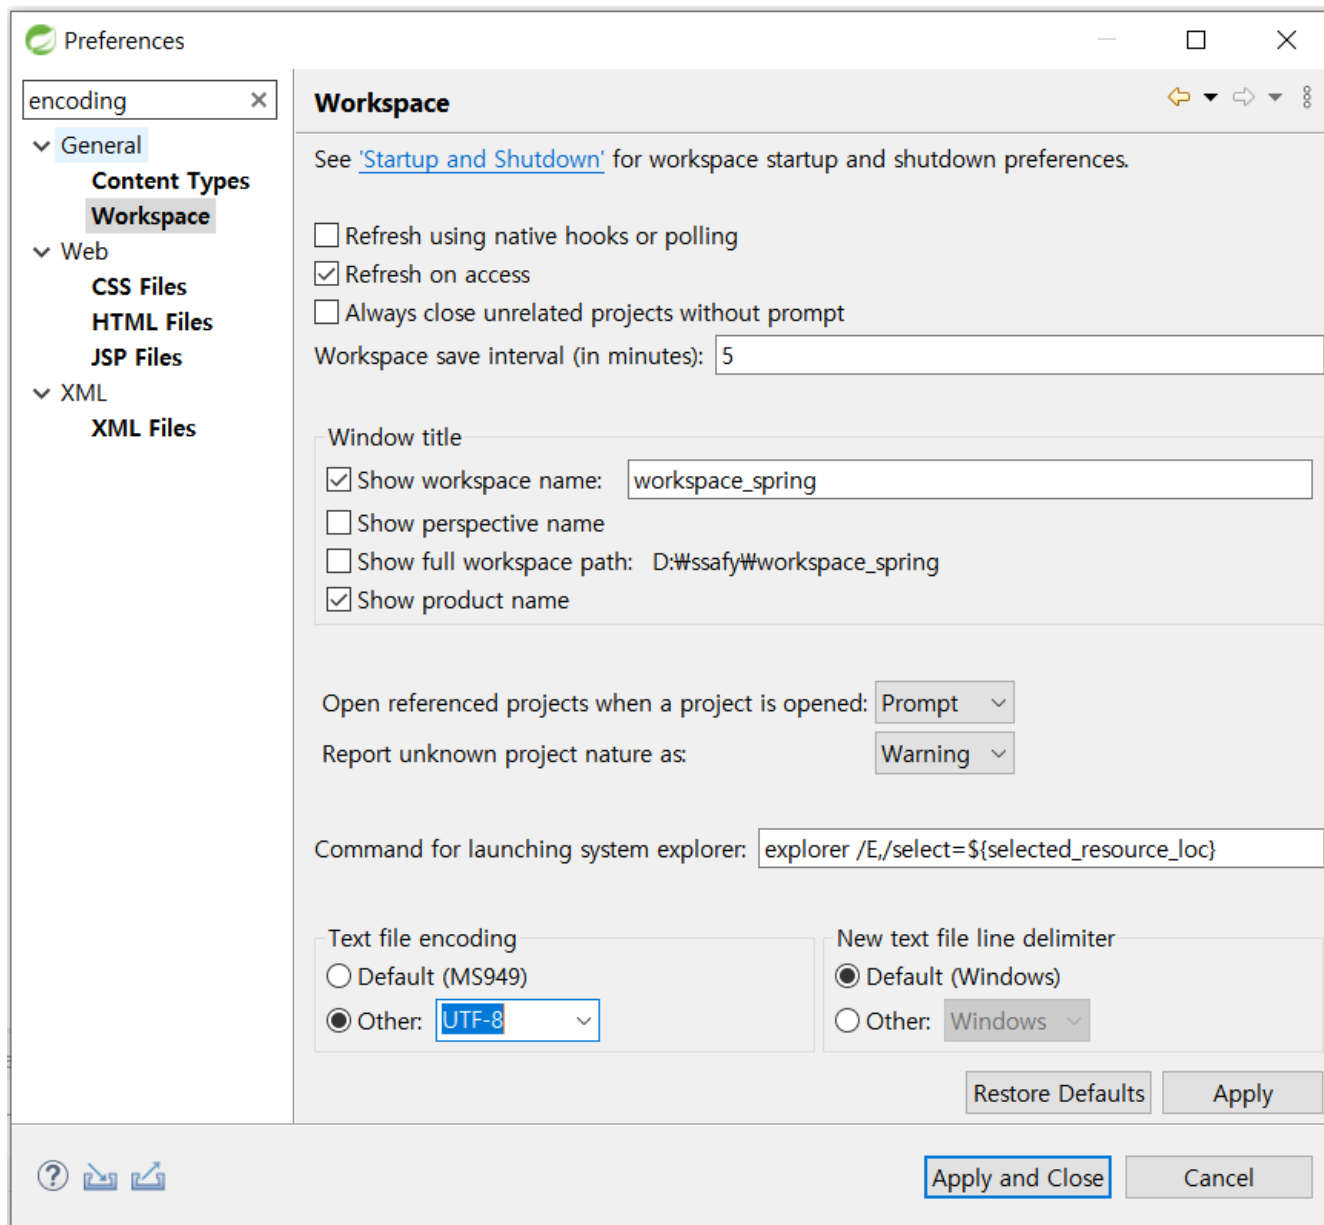 Preferences
encoding
General
Content Types
Workspace
Web
CSS Files
HTML Files
JSP Files
XML
XML Files
Workspace
See 'Startup and Shutdown' for workspace startup and shutdown preferences.
Refresh using native hooks or polling
Refresh on access
Always close unrelated projects without prompt
Workspace save interval (in minutes): 5
Window title
Show workspace name: workspace_spring
Show perspective name
Show full workspace path: D:₩ssafy₩workspace_spring
Show product name
Open referenced projects when a project is opened: Prompt
Report unknown project nature as: Warning
Command for launching system explorer: explorer /E,/select=${selected_resource_loc}
Text file encoding
Default (MS949)
Other: UTF-8
New text file line delimiter
Default (Windows)
Other: Windows
Restore Defaults Apply
Apply and Close Cancel